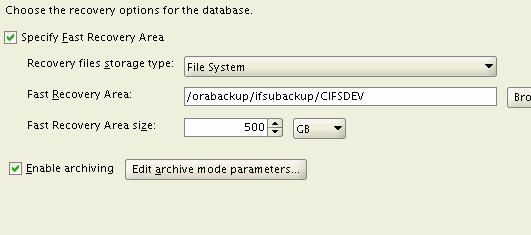 Choose the recovery options for the database.
Specify Fast Recovery Area
Recovery files storage type: File System
Fast Recovery Area: /orabackup/ifsubackup/CIFSDEV Bro
Fast Recovery Area size: 500 GB
Enable archiving Edit archive mode parameters...